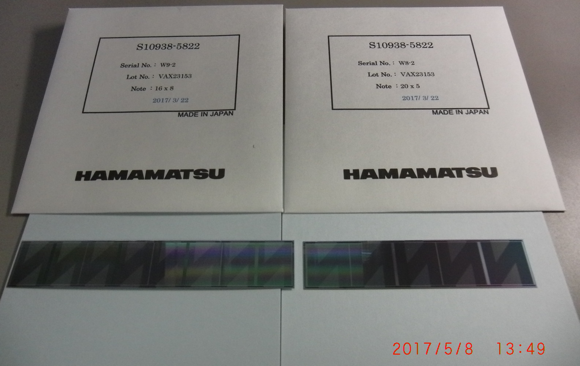 S10938-5822
Serial No. : W8-2
Lot No. : VAX23153
Note : 16 x 8
2017/ 3/ 22
MADE IN JAPAN
HAMAMATSU
S10938-5822
Serial No. : W8-2
Lot No. : VAX23153
Note : 20 x 5
2017/ 3/ 22
MADE IN JAPAN
HAMAMATSU
2017/5/8 13:49